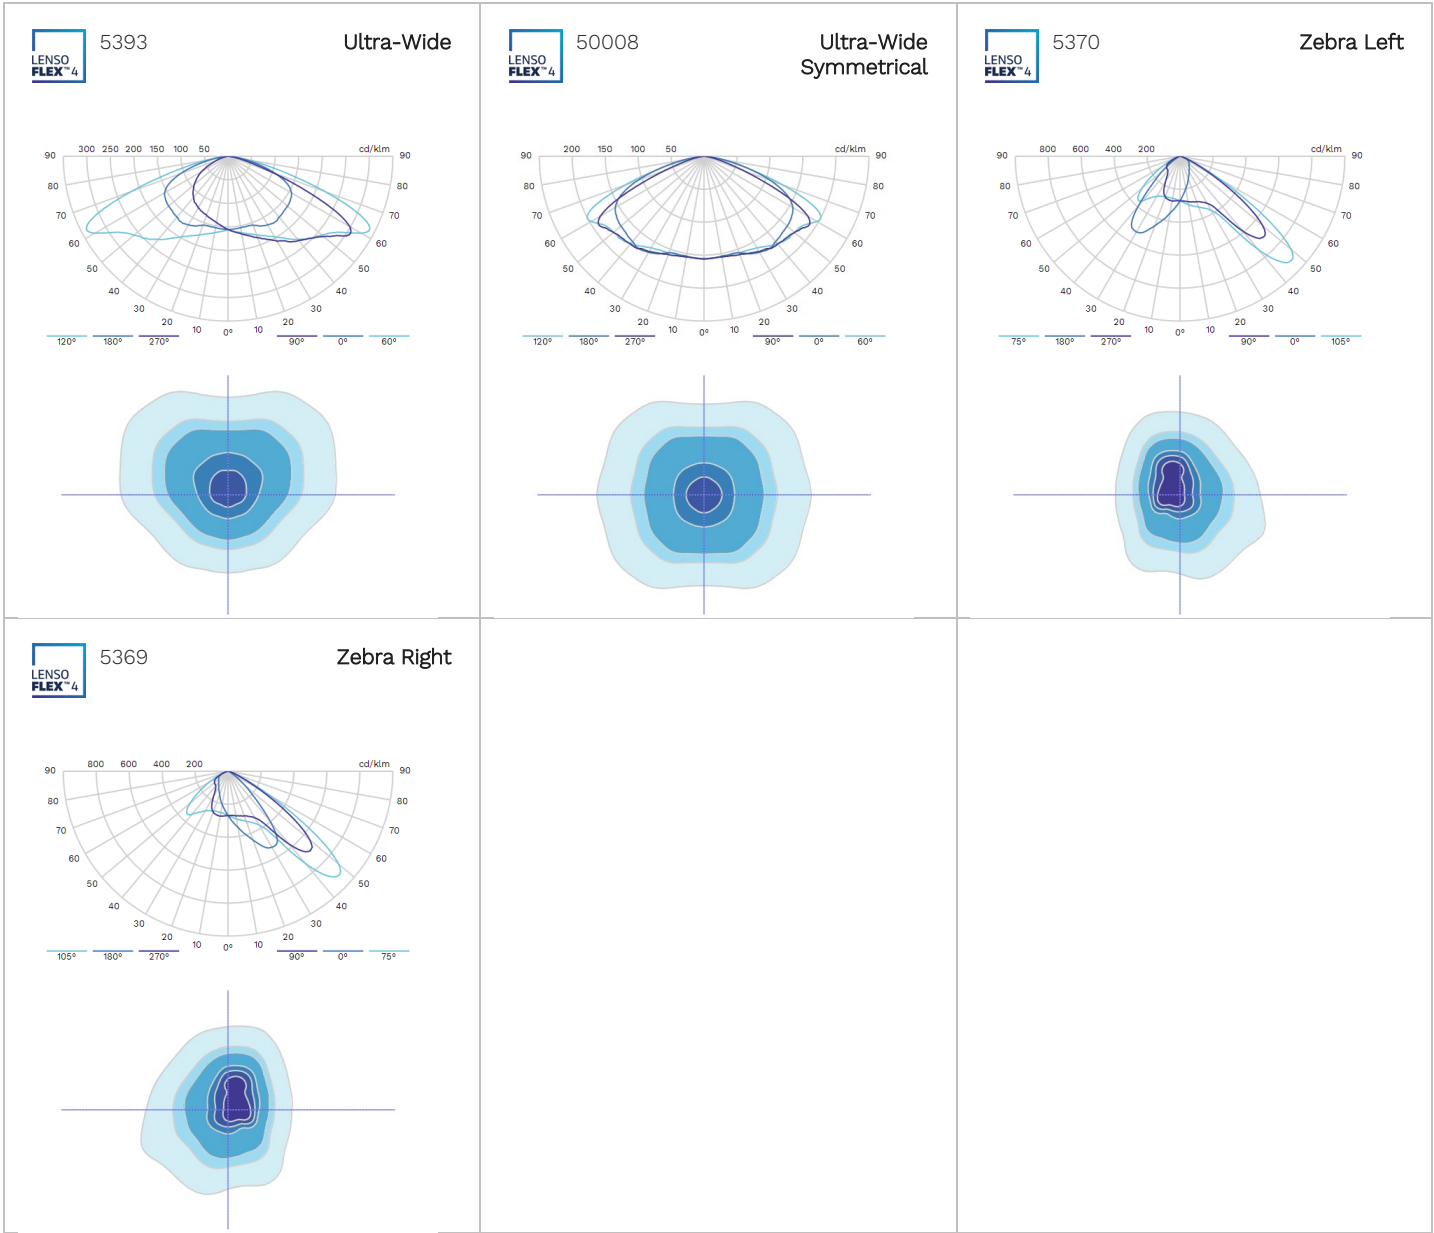 LENSO
FLEX™4
5393
Ultra-Wide
300 250 200 150 100 50 cd/klm
90 90
80 80
70 70
60 60
50 50
40 40
30 30
20 10 0° 10 20
120° 180° 270° 90° 0° 60°
LENSO
FLEX™4
50008
Ultra-Wide
Symmetrical
200 150 100 50 cd/klm
90 90
80 80
70 70
60 60
50 50
40 40
30 30
20 10 0° 10 20
120° 180° 270° 90° 0° 60°
LENSO
FLEX™4
5370
Zebra Left
800 600 400 200 cd/klm
90 90
80 80
70 70
60 60
50 50
40 40
30 30
20 10 0° 10 20
75° 180° 270° 90° 0° 105°
LENSO
FLEX™4
5369
Zebra Right
800 600 400 200 cd/klm
90 90
80 80
70 70
60 60
50 50
40 40
30 30
20 10 0° 10 20
105° 180° 270° 90° 0° 75°